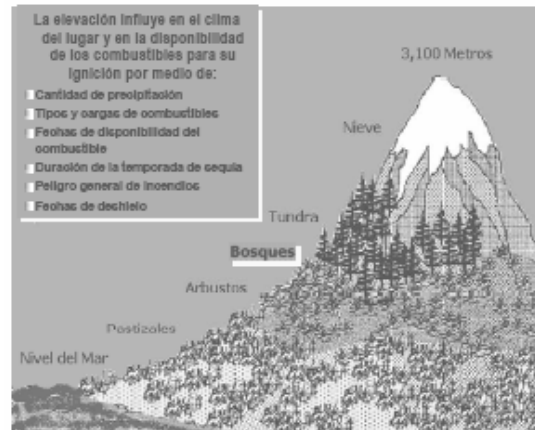 La elevación influye en el clima
del lugar y en la disponibilidad
de los combustibles para su
ignición por medio de:
Cantidad de precipitación
Tipos y cargas de combustibles
Fechas de disponibilidad del
combustible
Duración de la temporada de sequía
Peligro general de incendios
Fechas de deshielo
3,100 Metros
Nieve
Tundra
Bosques
Arbustos
Pastizales
Nivel del Mar